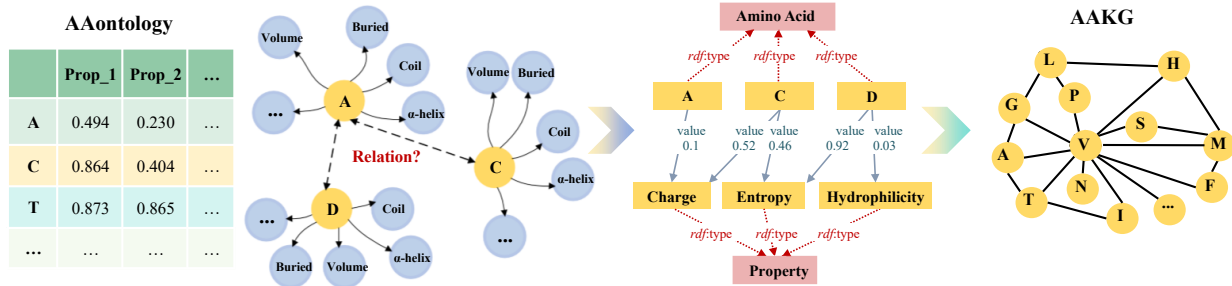 AAontology
Prop_1 Prop_2 …
A 0.494 0.230 …
C 0.864 0.404 …
T 0.873 0.865 …
… … … …
Volume
Buried
Coil
α-helix
...
A
Relation?
Volume
Buried
Coil
α-helix
...
C
D
...
Coil
Buried
Volume
α-helix
Amino Acid
rdf:type rdf:type rdf:type
A C D
value value value value value
0.1 0.52 0.46 0.92 0.03
Charge Entropy Hydrophilicity
rdf:type rdf:type rdf:type
Property
AAKG
L
H
P
G
S
V
M
A
F
N
T
I
...